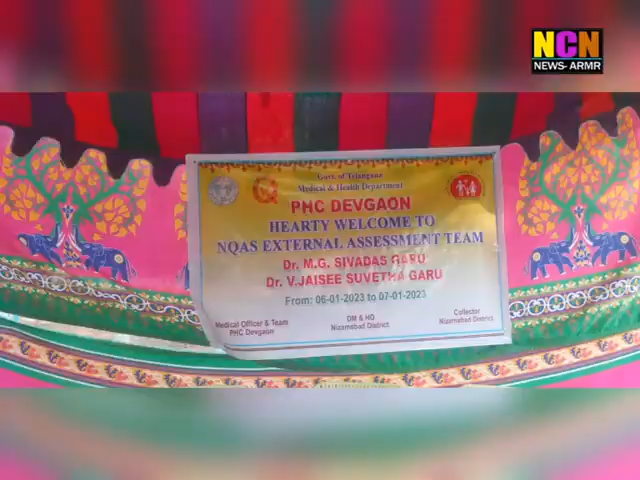 NCN
NEWS- ARMR
Govt. of Telangana
Medical & Health Department
PHC DEVGAON
HEARTY WELCOME TO
NQAS EXTERNAL ASSESSMENT TEAM
Dr. M.G. SIVADAS GARU
Dr. V.JAISEE SUVETHA GARU
From: 06-01-2023 to 07-01-2023
Medical Officer & Team
PHC Devgaon
DM & HO
Nizamabad District
Collector
Nizamabad District